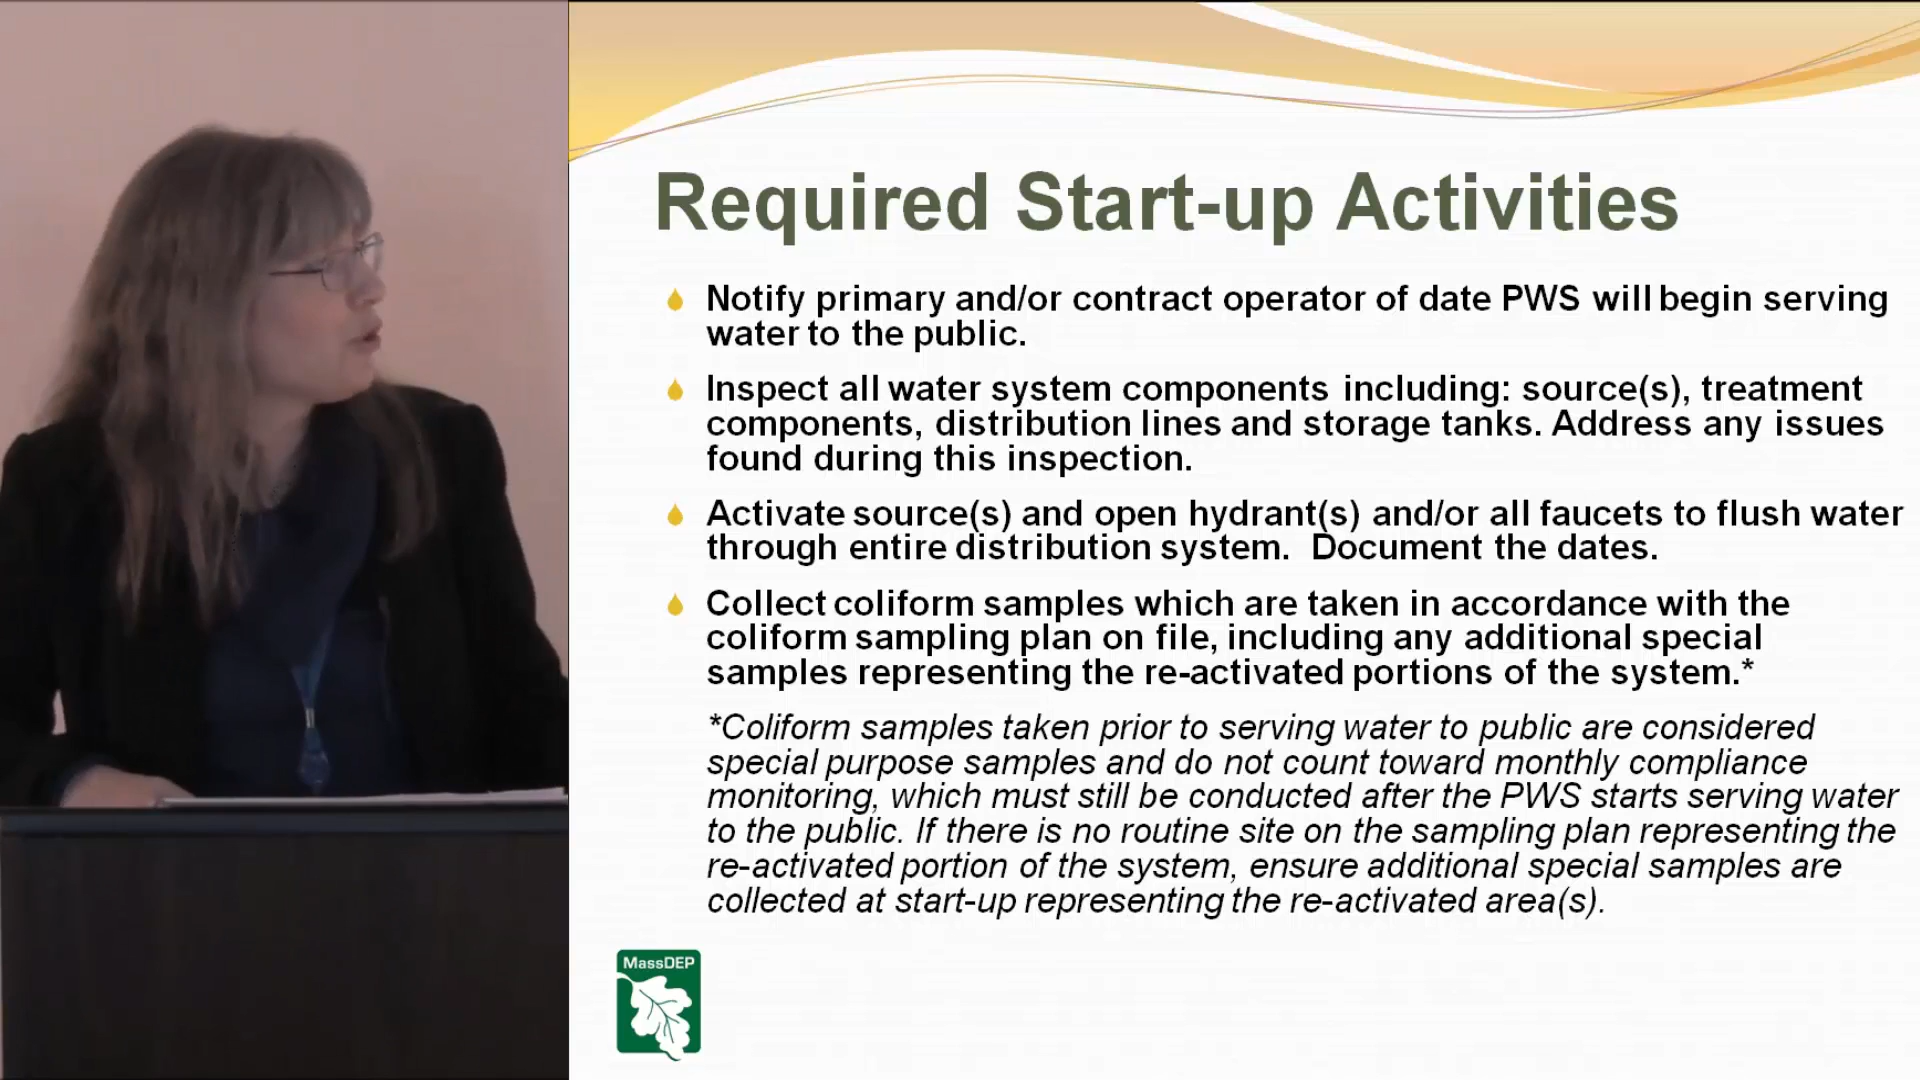 Required Start-up Activities
Notify primary and/or contract operator of date PWS will begin serving
water to the public.
Inspect all water system components including: source(s), treatment
components, distribution lines and storage tanks. Address any issues
found during this inspection.
Activate source(s) and open hydrant(s) and/or all faucets to flush water
through entire distribution system. Document the dates.
Collect coliform samples which are taken in accordance with the
coliform sampling plan on file, including any additional special
samples representing the re-activated portions of the system.*
*Coliform samples taken prior to serving water to public are considered
special purpose samples and do not count toward monthly compliance
monitoring, which must still be conducted after the PWS starts serving water
to the public. If there is no routine site on the sampling plan representing the
re-activated portion of the system, ensure additional special samples are
collected at start-up representing the re-activated area(s).
MassDEP